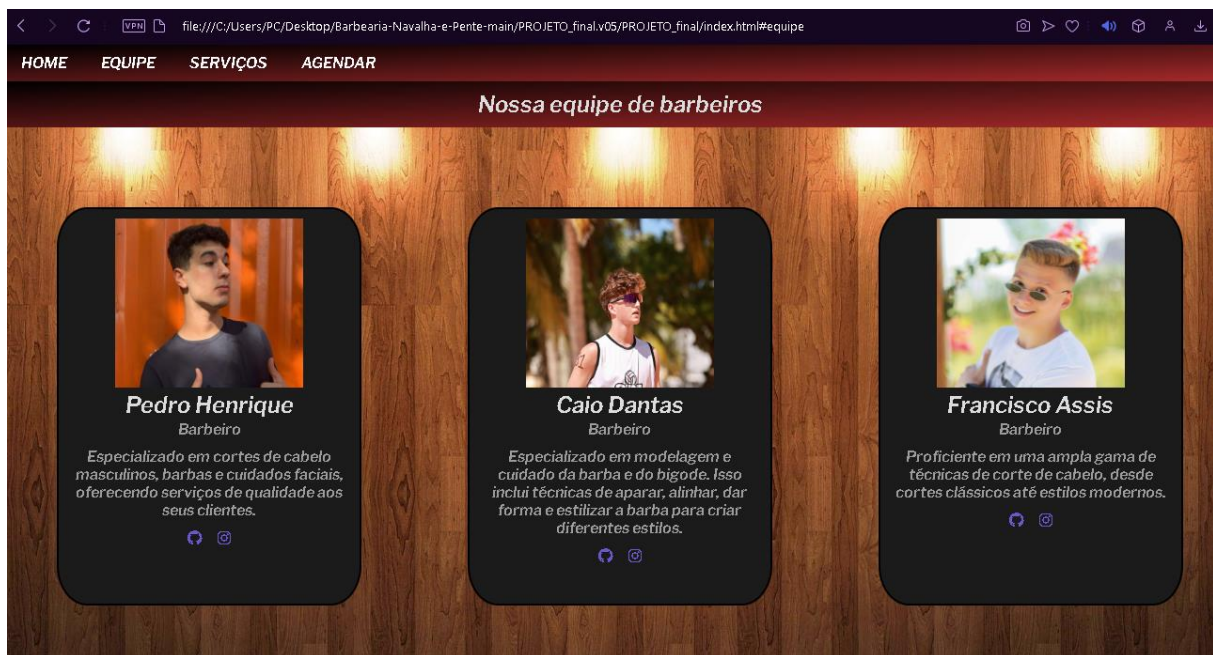 VPN file:///C:/Users/PC/Desktop/Barbearia-Navalha-e-Pente-main/PROJETO_final.v05/PROJETO_final/index.html#equipe
HOME EQUIPE SERVIÇOS AGENDAR
Nossa equipe de barbeiros
Pedro Henrique
Barbeiro
Especializado em cortes de cabelo
masculinos, barbas e cuidados faciais,
oferecendo serviços de qualidade aos
seus clientes.
Caio Dantas
Barbeiro
Especializado em modelagem e
cuidado da barba e do bigode. Isso
inclui técnicas de aparar, alinhar, dar
forma e estilizar a barba para criar
diferentes estilos.
Francisco Assis
Barbeiro
Proficiente em uma ampla gama de
técnicas de corte de cabelo, desde
cortes clássicos até estilos modernos.